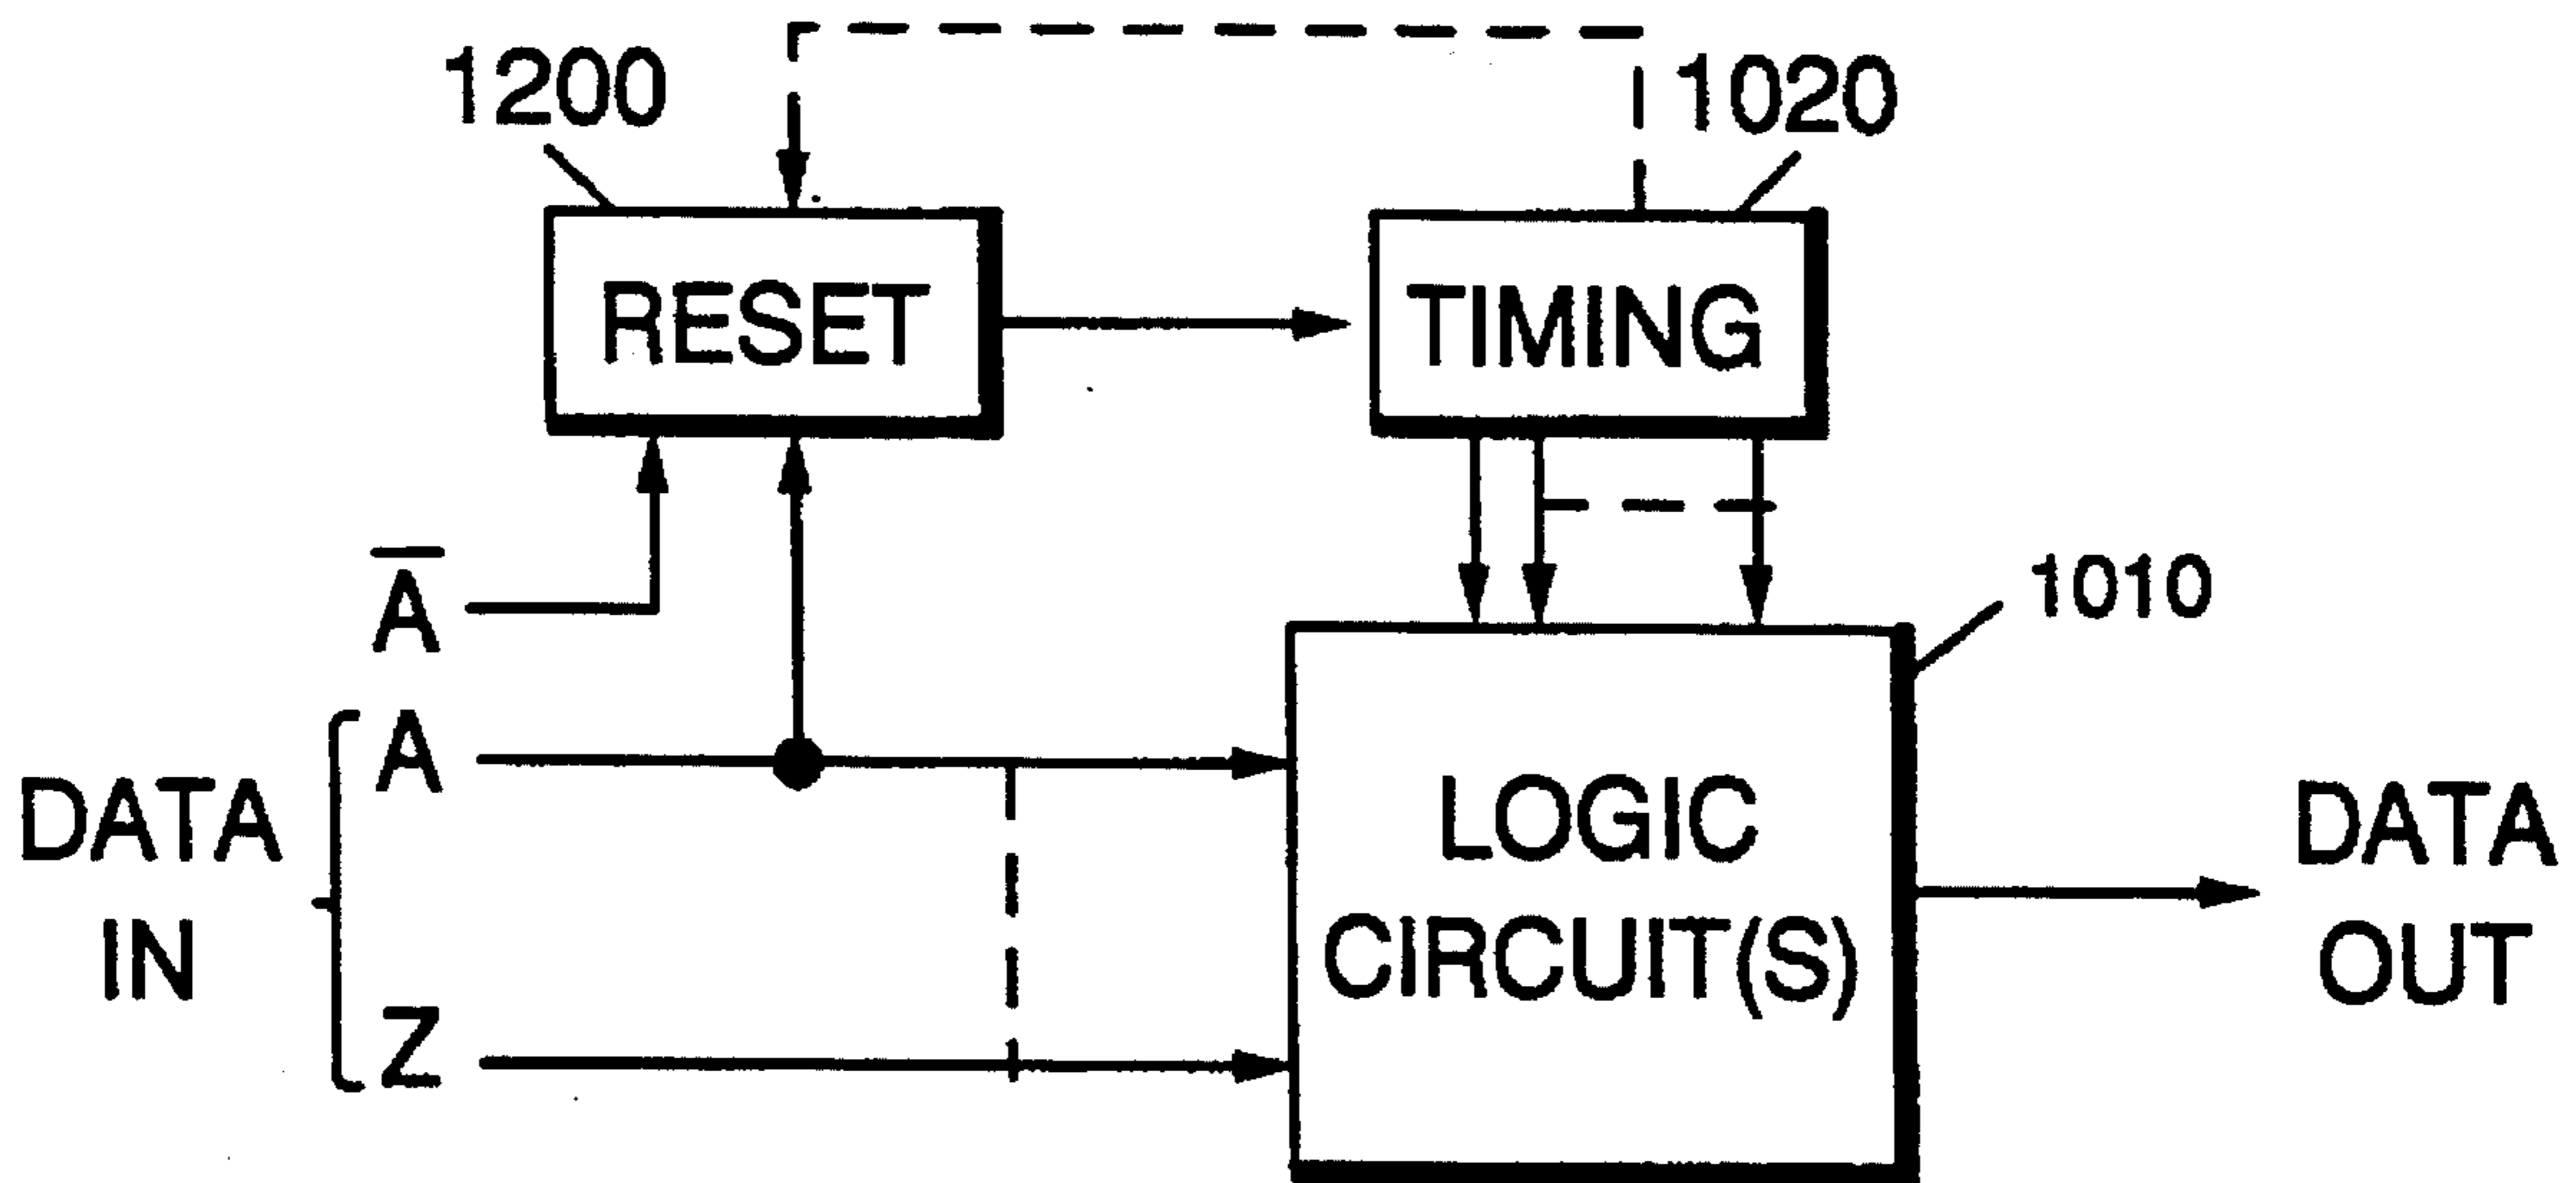 1200
1020
RESET
TIMING
A̅
1010
A
DATA
IN
Z
LOGIC
CIRCUIT(S)
DATA
OUT